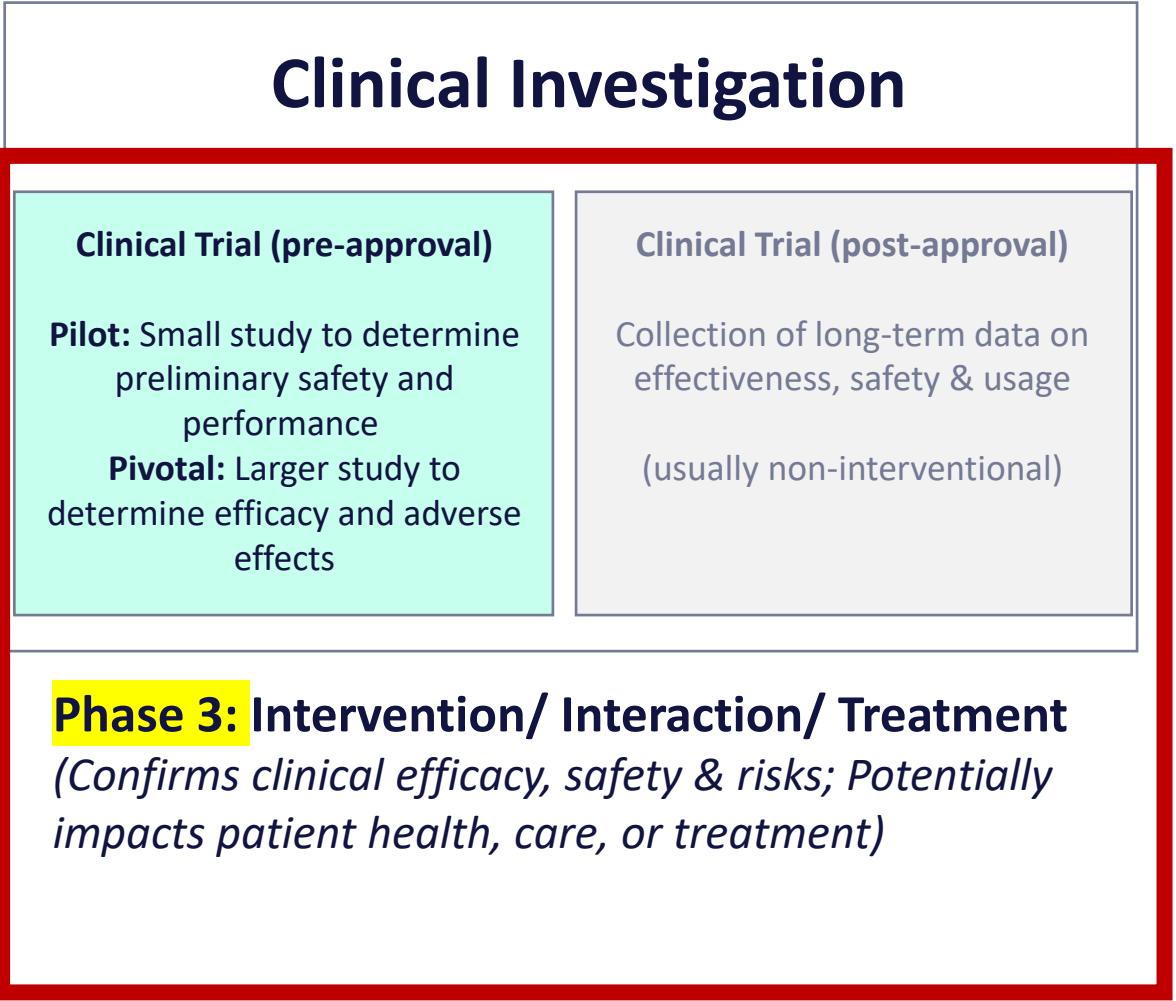 Clinical Investigation
Clinical Trial (pre-approval)
Pilot: Small study to determine
preliminary safety and
performance
Pivotal: Larger study to
determine efficacy and adverse
effects
Clinical Trial (post-approval)
Collection of long-term data on
effectiveness, safety & usage
(usually non-interventional)
Phase 3: Intervention/ Interaction/ Treatment
(Confirms clinical efficacy, safety & risks; Potentially
impacts patient health, care, or treatment)